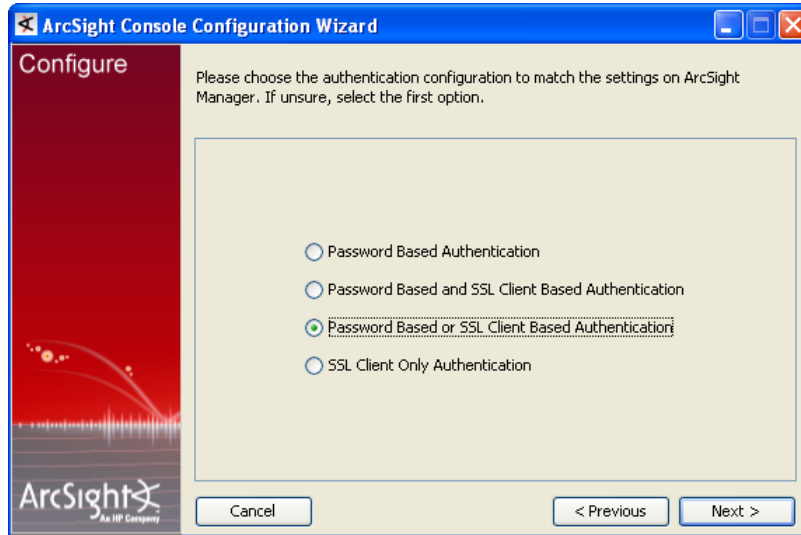 ArcSight Console Configuration Wizard
Configure
Please choose the authentication configuration to match the settings on ArcSight
Manager. If unsure, select the first option.
Password Based Authentication
Password Based and SSL Client Based Authentication
Password Based or SSL Client Based Authentication
SSL Client Only Authentication
ArcSight
An HP Company
Cancel
< Previous
Next >